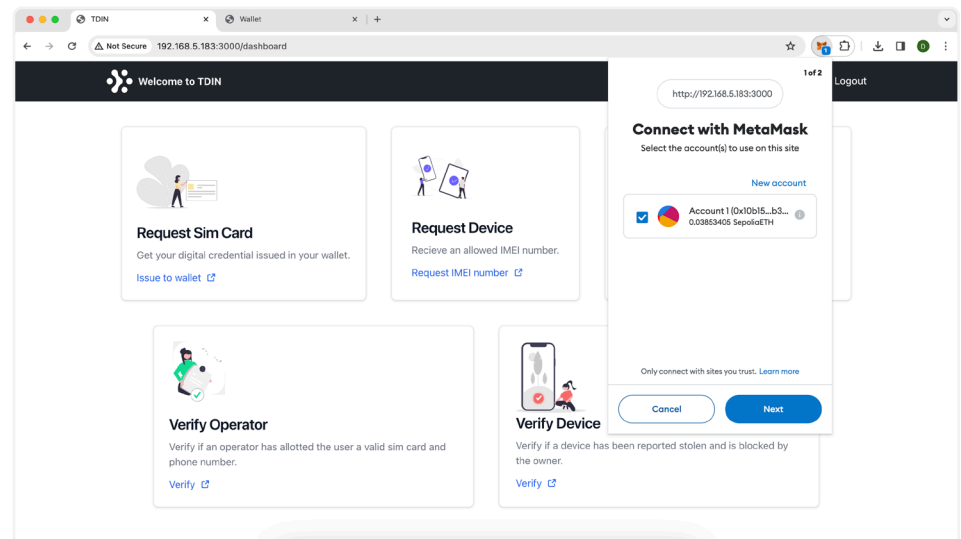 TDIN
Wallet
Not Secure
192.168.5.183:3000/dashboard
1
D
Welcome to TDIN
Logout
1 of 2
http://192.168.5.183:3000
Connect with MetaMask
Select the account(s) to use on this site
New account
Account 1 (0x10b15...b3...
0.03853405 SepoliaETH
Only connect with sites you trust. Learn more
Cancel
Next
Request Sim Card
Get your digital credential issued in your wallet.
Issue to wallet
Request Device
Recieve an allowed IMEI number.
Request IMEI number
Verify Operator
Verify if an operator has allotted the user a valid sim card and
phone number.
Verify
Verify Device
Verify if a device has been reported stolen and is blocked by
the owner.
Verify